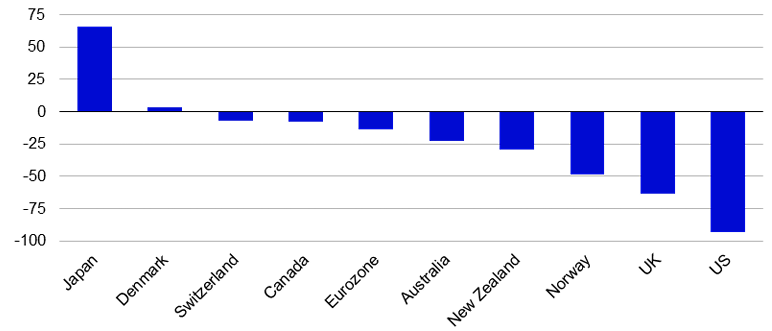 75
50
25
0
-25
-50
-75
-100
Japan
Denmark
Switzerland
Canada
Eurozone
Australia
New Zealand
Norway
UK
US